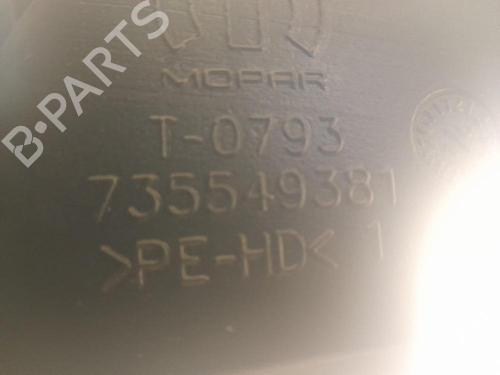 MOPAR
T-0793
735549381
>PE-HD< 1
B-PARTS